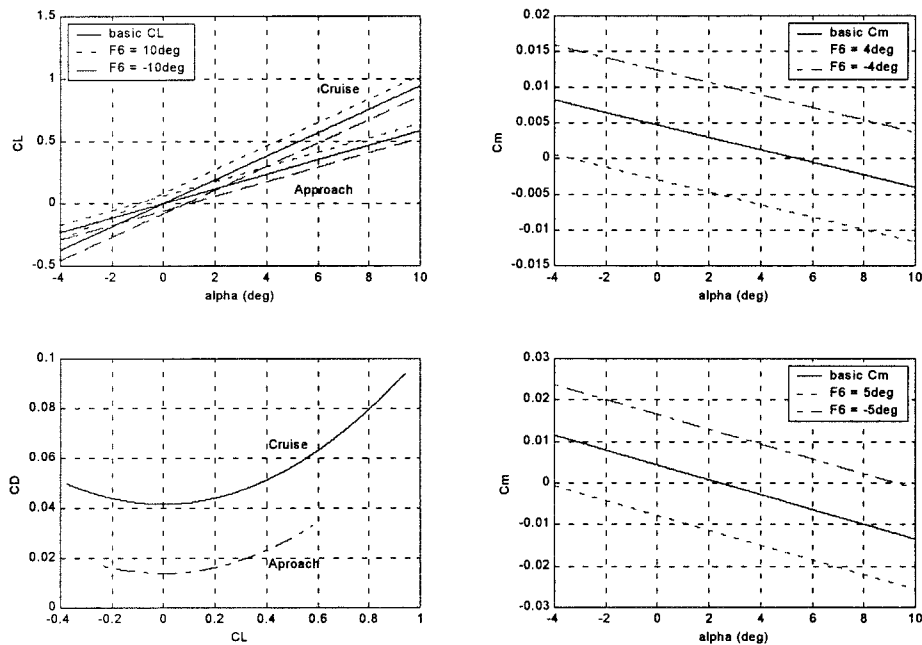 1.5
1
0.5
0
-0.5
CL
basic CL
F6 = 10deg
F6 = -10deg
Cruise
Approach
-4 -2 0 2 4 6 8 10
alpha (deg)
0.02
0.015
0.01
0.005
0
-0.005
-0.01
-0.015
Cm
basic Cm
F6 = 4deg
F6 = -4deg
-4 -2 0 2 4 6 8 10
alpha (deg)
0.1
0.08
0.06
0.04
0.02
0
CD
Cruise
Aproach
-0.4 -0.2 0 0.2 0.4 0.6 0.8 1
CL
0.03
0.02
0.01
0
-0.01
-0.02
-0.03
Cm
basic Cm
F6 = 5deg
F6 = -5deg
-4 -2 0 2 4 6 8 10
alpha (deg)